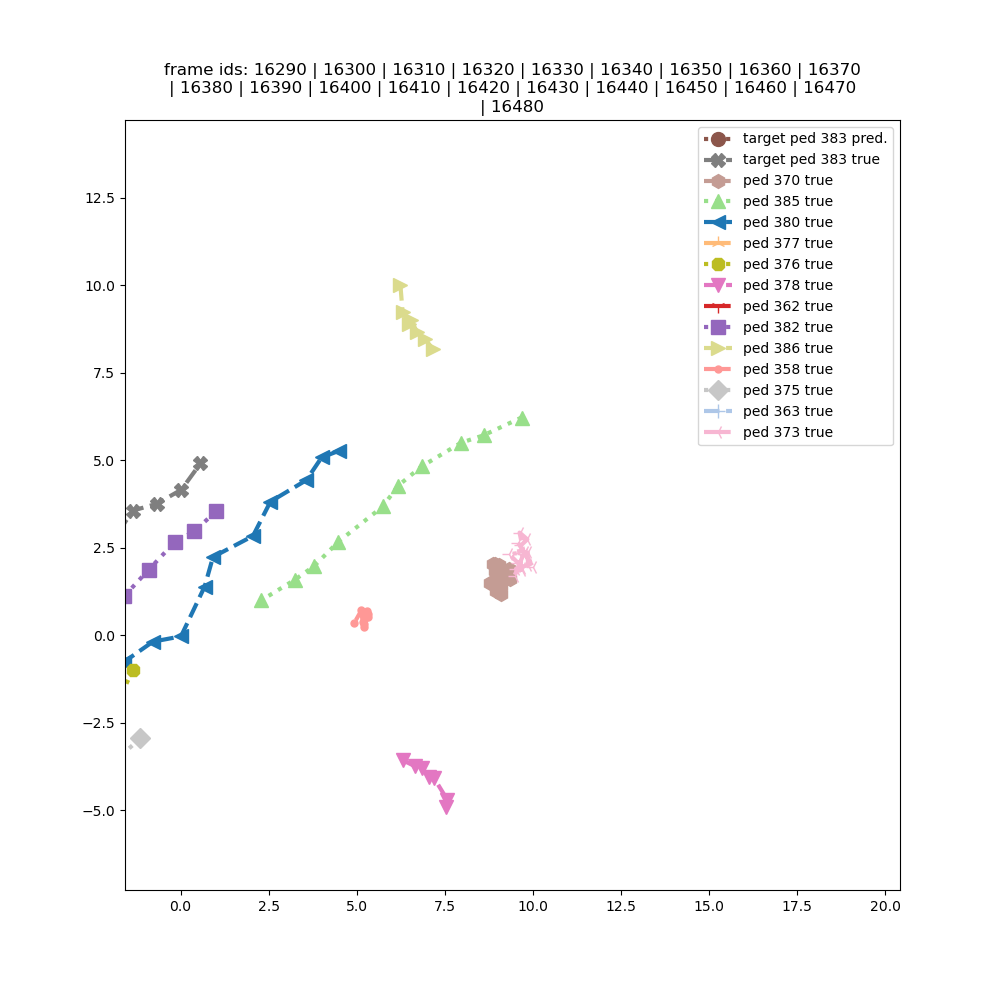 frame ids: 16290 | 16300 | 16310 | 16320 | 16330 | 16340 | 16350 | 16360 | 16370
| 16380 | 16390 | 16400 | 16410 | 16420 | 16430 | 16440 | 16450 | 16460 | 16470
| 16480
target ped 383 pred.
target ped 383 true
ped 370 true
ped 385 true
ped 380 true
ped 377 true
ped 376 true
ped 378 true
ped 362 true
ped 382 true
ped 386 true
ped 358 true
ped 375 true
ped 363 true
ped 373 true
12.5
10.0
7.5
5.0
2.5
0.0
−2.5
−5.0
0.0 2.5 5.0 7.5 10.0 12.5 15.0 17.5 20.0